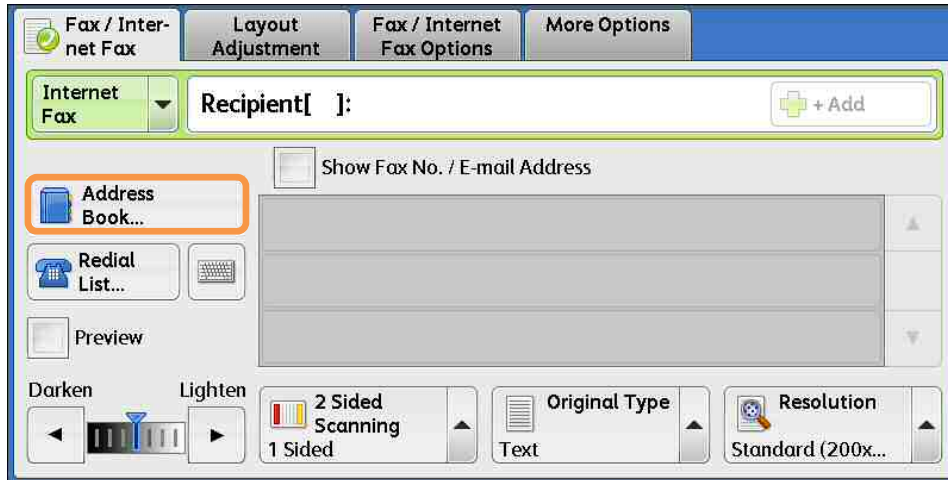 Fax / Inter-
net Fax
Layout
Adjustment
Fax / Internet
Fax Options
More Options
Internet
Fax
Recipient[ ]:
+ Add
Show Fax No. / E-mail Address
Address
Book...
Redial
List...
Preview
Darken
Lighten
2 Sided
Scanning
1 Sided
Original Type
Text
Resolution
Standard (200x...